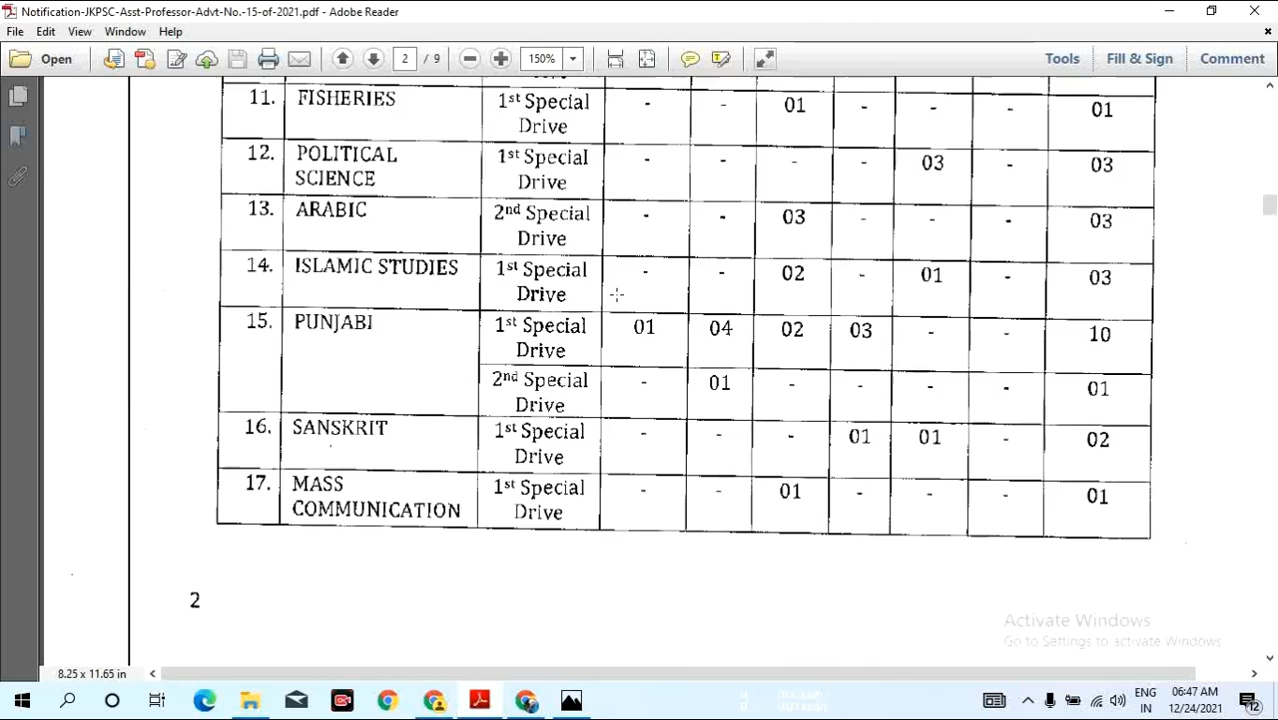 Notification-JKPSC-Asst-Professor-Advt-No.-15-of-2021.pdf - Adobe Reader
File Edit View Window Help
Open 2 / 9 150% Tools Fill & Sign Comment
11. FISHERIES 1st Special - - 01 - - - 01
Drive
12. POLITICAL 1st Special - - - - 03 - 03
SCIENCE Drive
13. ARABIC 2nd Special - - 03 - - - 03
Drive
14. ISLAMIC STUDIES 1st Special - - 02 - 01 - 03
Drive
15. PUNJABI 1st Special 01 04 02 03 - - 10
Drive
2nd Special - 01 - - - - 01
Drive
16. SANSKRIT 1st Special - - - 01 01 - 02
Drive
17. MASS 1st Special - - 01 - - - 01
COMMUNICATION Drive
2
Activate Windows
Go to Settings to activate Windows
8.25 x 11.65 in
ENG 06:47 AM
IN 12/24/2021 12